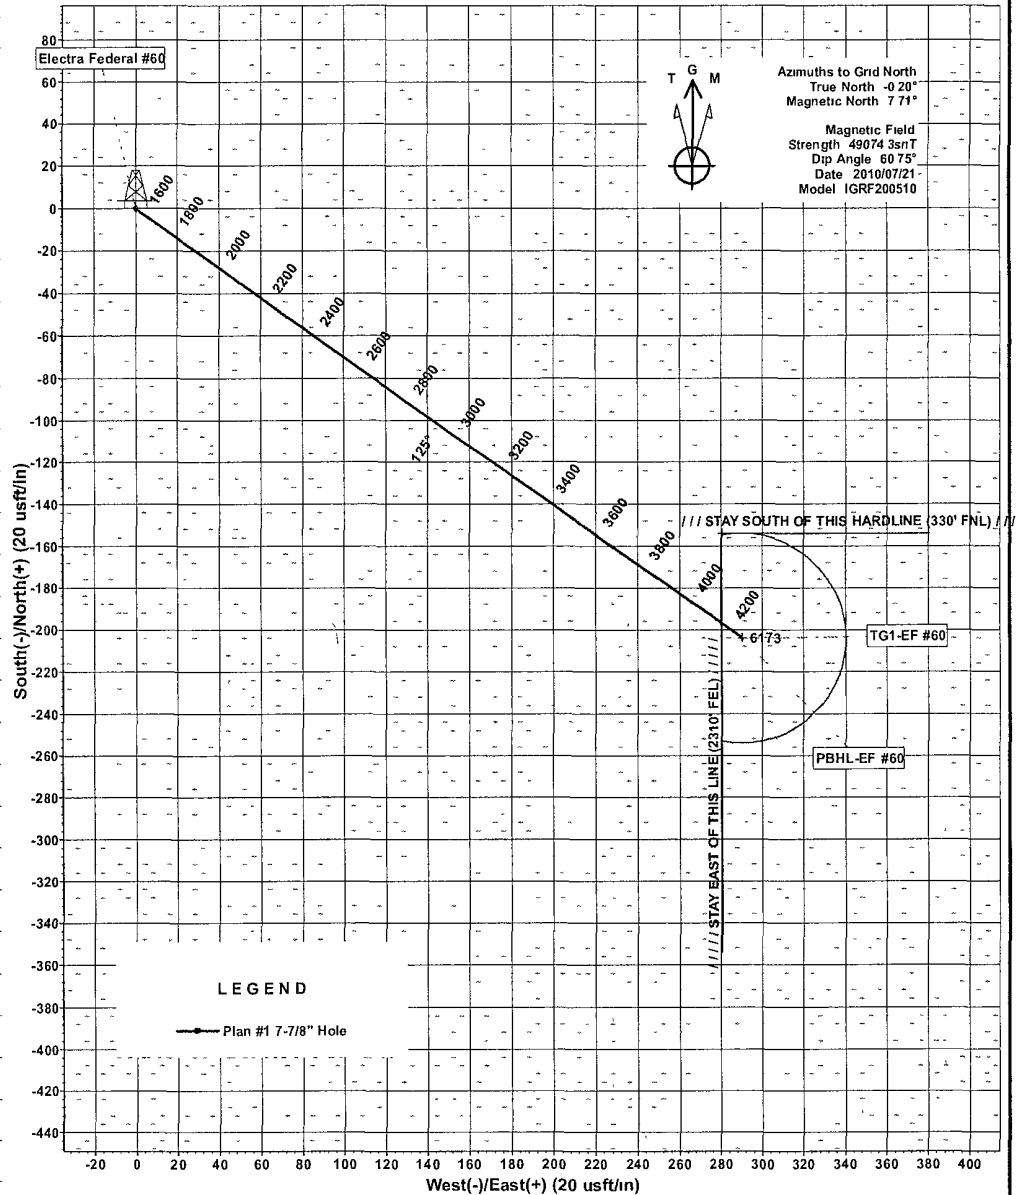 Electra Federal #60
T G M
Azimuths to Grid North
True North -0 20°
Magnetic North 7 71°
Magnetic Field
Strength 49074 3snT
Dip Angle 60 75°
Date 2010/07/21
Model IGRF200510
80
60
40
20
0
-20
-40
-60
-80
-100
-120
-140
-160
-180
-200
-220
-240
-260
-280
-300
-320
-340
-360
-380
-400
-420
-440
South(-)/North(+) (20 usft/in)
1600
1800
2000
2200
2400
2600
2800
3000
125°
3200
3400
3600
3800
4000
4200
6173
/ / / STAY SOUTH OF THIS HARDLINE (330' FNL) / / /
TG1-EF #60
PBHL-EF #60
/ / / / / STAY EAST OF THIS LINE (2310' FEL) / / / / /
LEGEND
Plan #1 7-7/8" Hole
-20 0 20 40 60 80 100 120 140 160 180 200 220 240 260 280 300 320 340 360 380 400
West(-)/East(+) (20 usft/in)